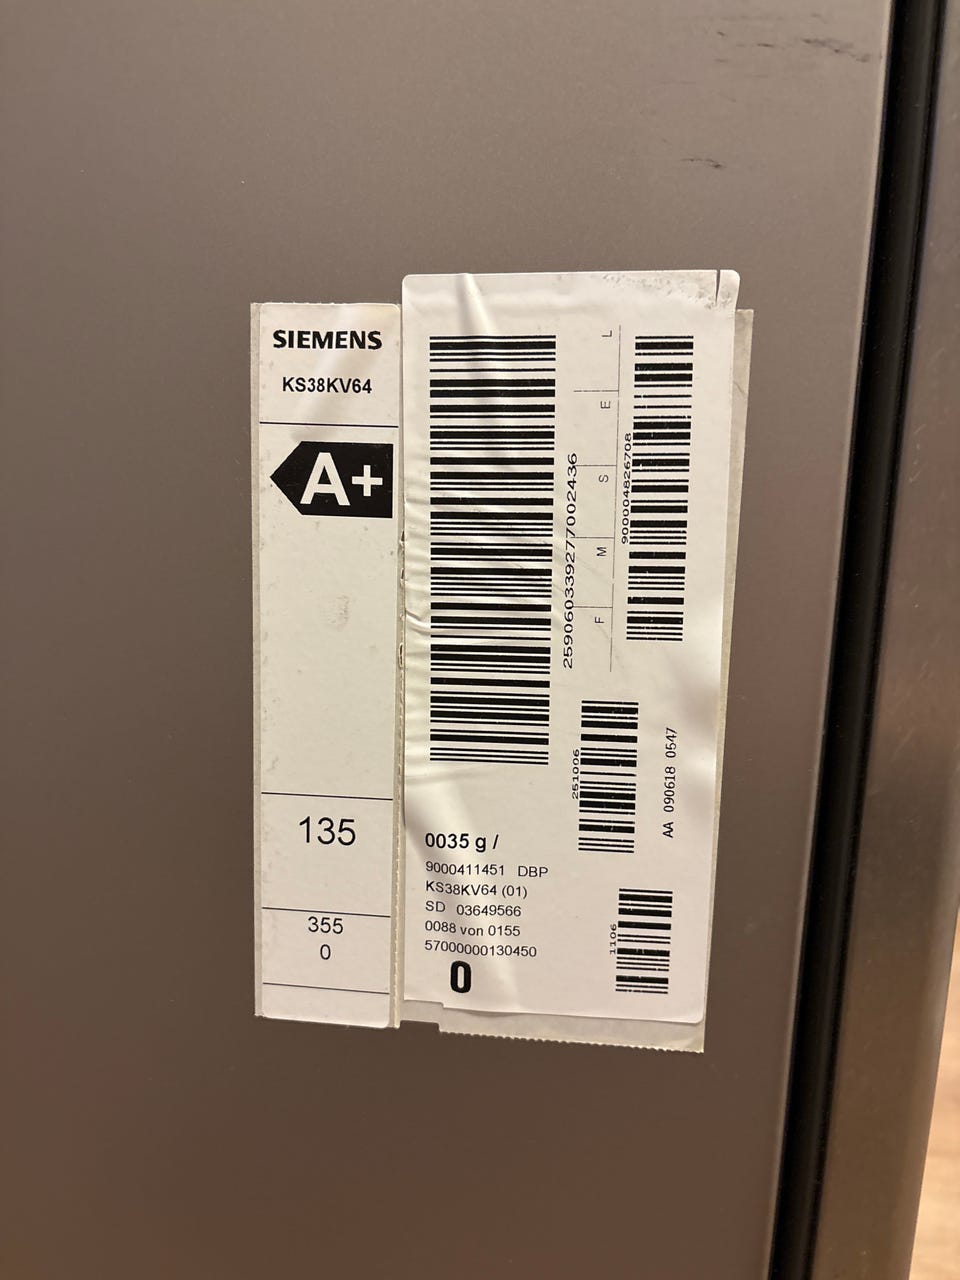 SIEMENS
KS38KV64
A+
135
355
0
259060339277002436
L
E
S
M
F
900004826708
251006
AA 090618 0547
0035 g /
9000411451 DBP
KS38KV64 (01)
SD 03649566
0088 von 0155
57000000130450
0
1106